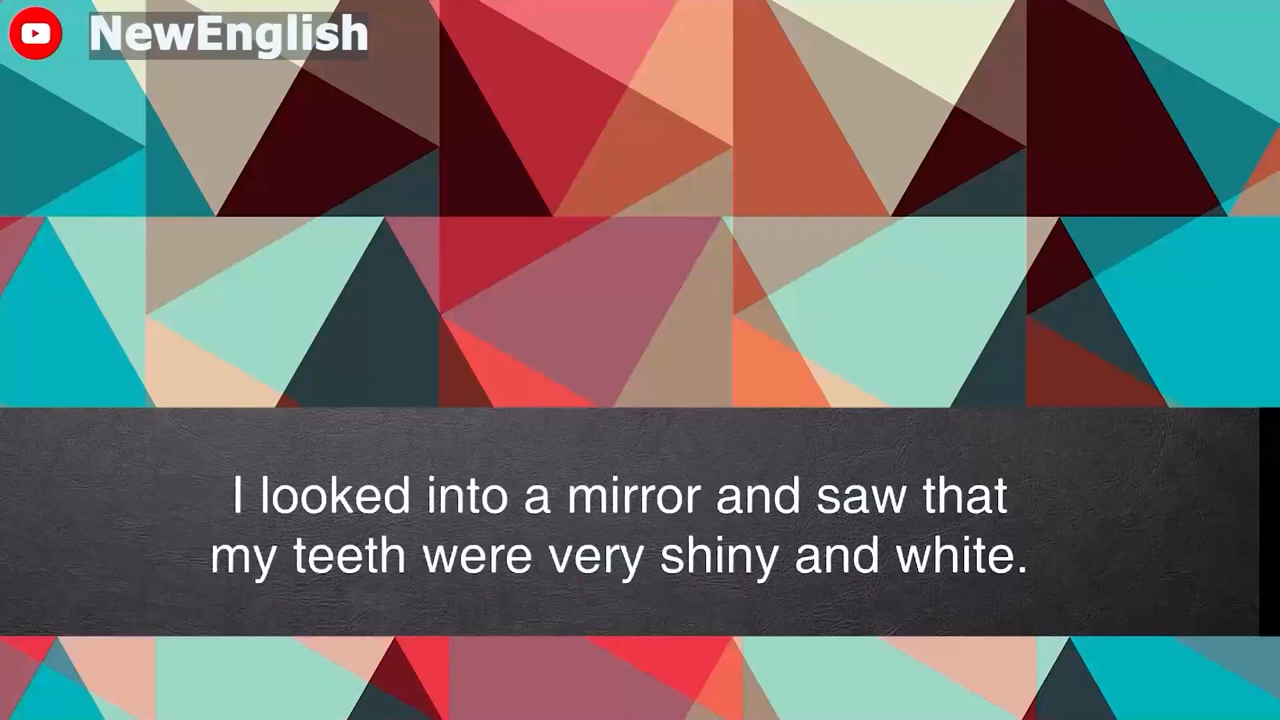 NewEnglish
I looked into a mirror and saw that
my teeth were very shiny and white.